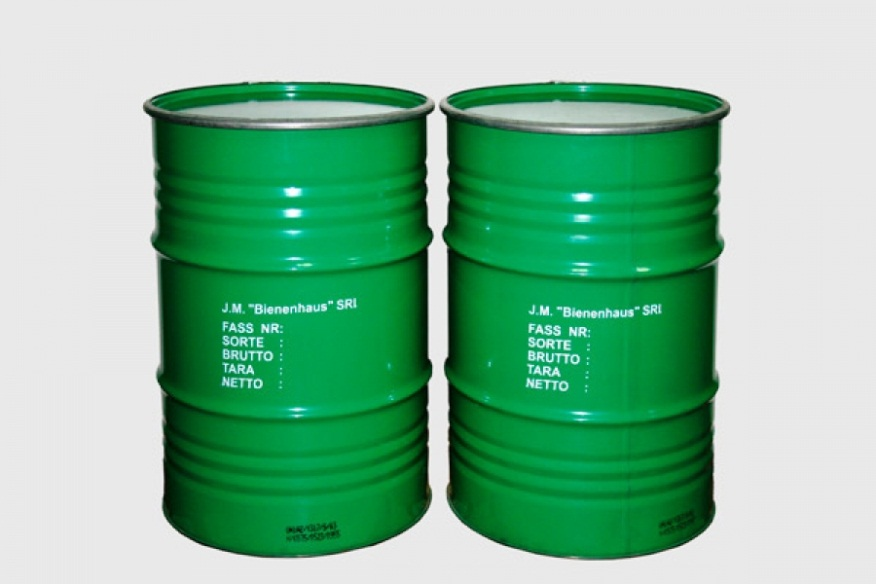 J.M. "Bienenhaus" SRL
FASS NR:
SORTE :
BRUTTO :
TARA :
NETTO :
J.M. "Bienenhaus" SRL
FASS NR:
SORTE :
BRUTTO :
TARA :
NETTO :